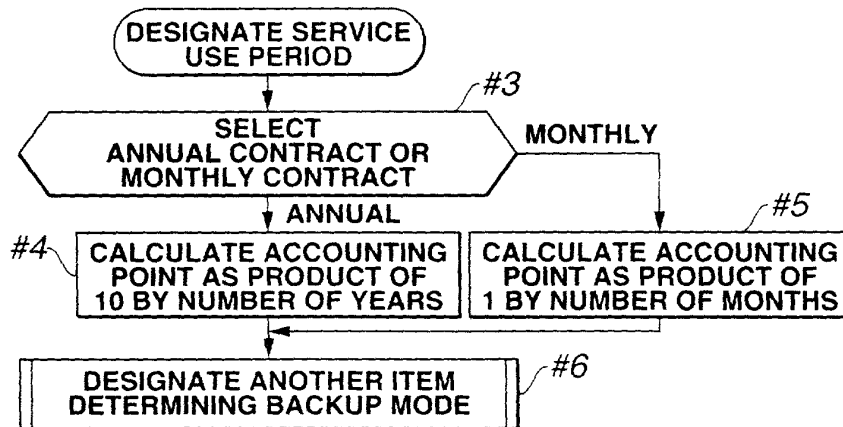 DESIGNATE SERVICE
USE PERIOD
#3
SELECT
ANNUAL CONTRACT OR
MONTHLY CONTRACT
MONTHLY
ANNUAL
#4
CALCULATE ACCOUNTING
POINT AS PRODUCT OF
10 BY NUMBER OF YEARS
#5
CALCULATE ACCOUNTING
POINT AS PRODUCT OF
1 BY NUMBER OF MONTHS
#6
DESIGNATE ANOTHER ITEM
DETERMINING BACKUP MODE